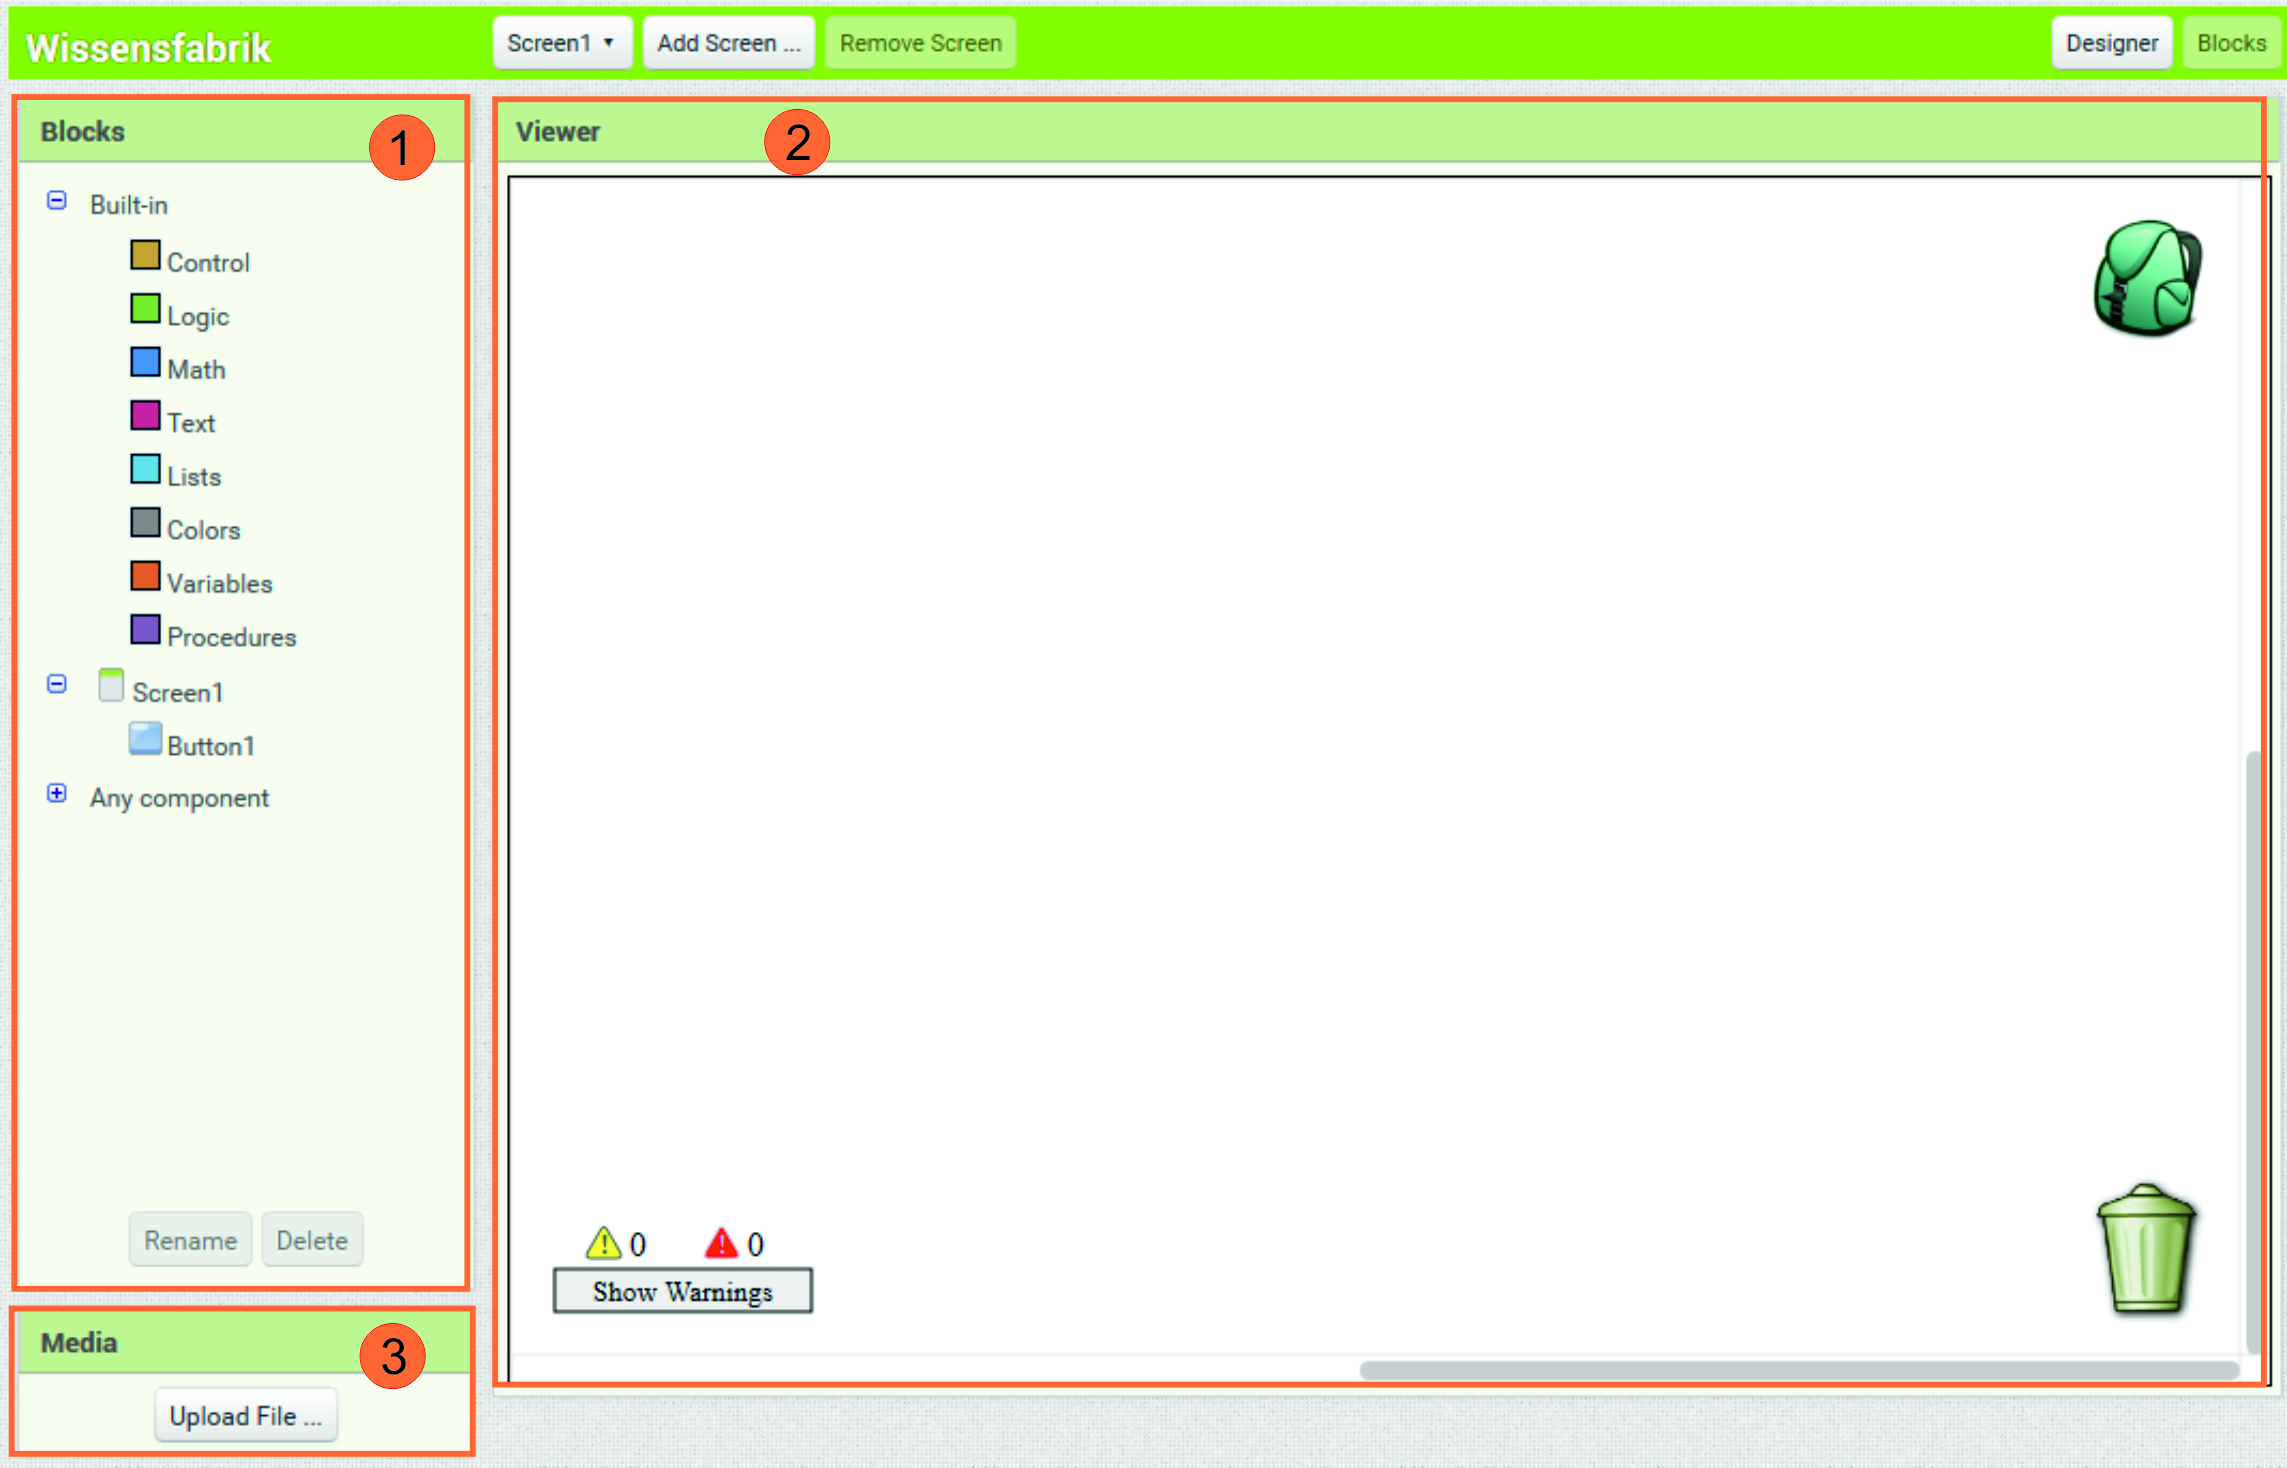 Wissensfabrik
Screen1 ▾ Add Screen ... Remove Screen
Designer Blocks
Blocks
1
Built-in
Control
Logic
Math
Text
Lists
Colors
Variables
Procedures
Screen1
Button1
Any component
Rename Delete
Viewer
2
0 0
Show Warnings
Media
3
Upload File ...